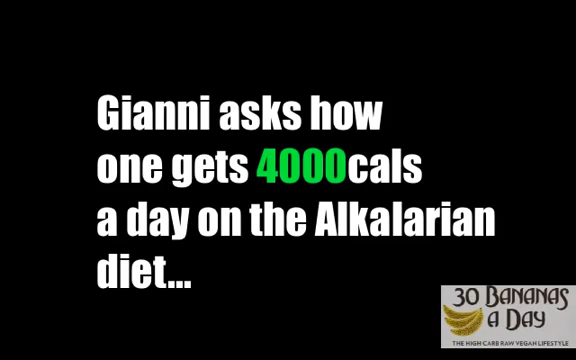 Gianni asks how
one gets 4000cals
a day on the Alkalarian
diet...
30 BANANAS
A DAY
THE HIGH CARB RAW VEGAN LIFESTYLE